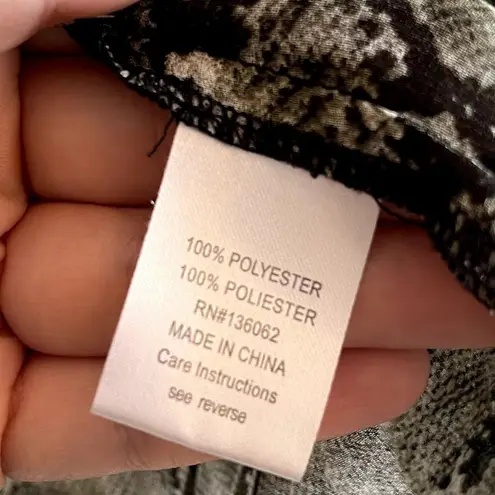 100% POLYESTER
100% POLIESTER
RN#136062
MADE IN CHINA
Care Instructions
see reverse